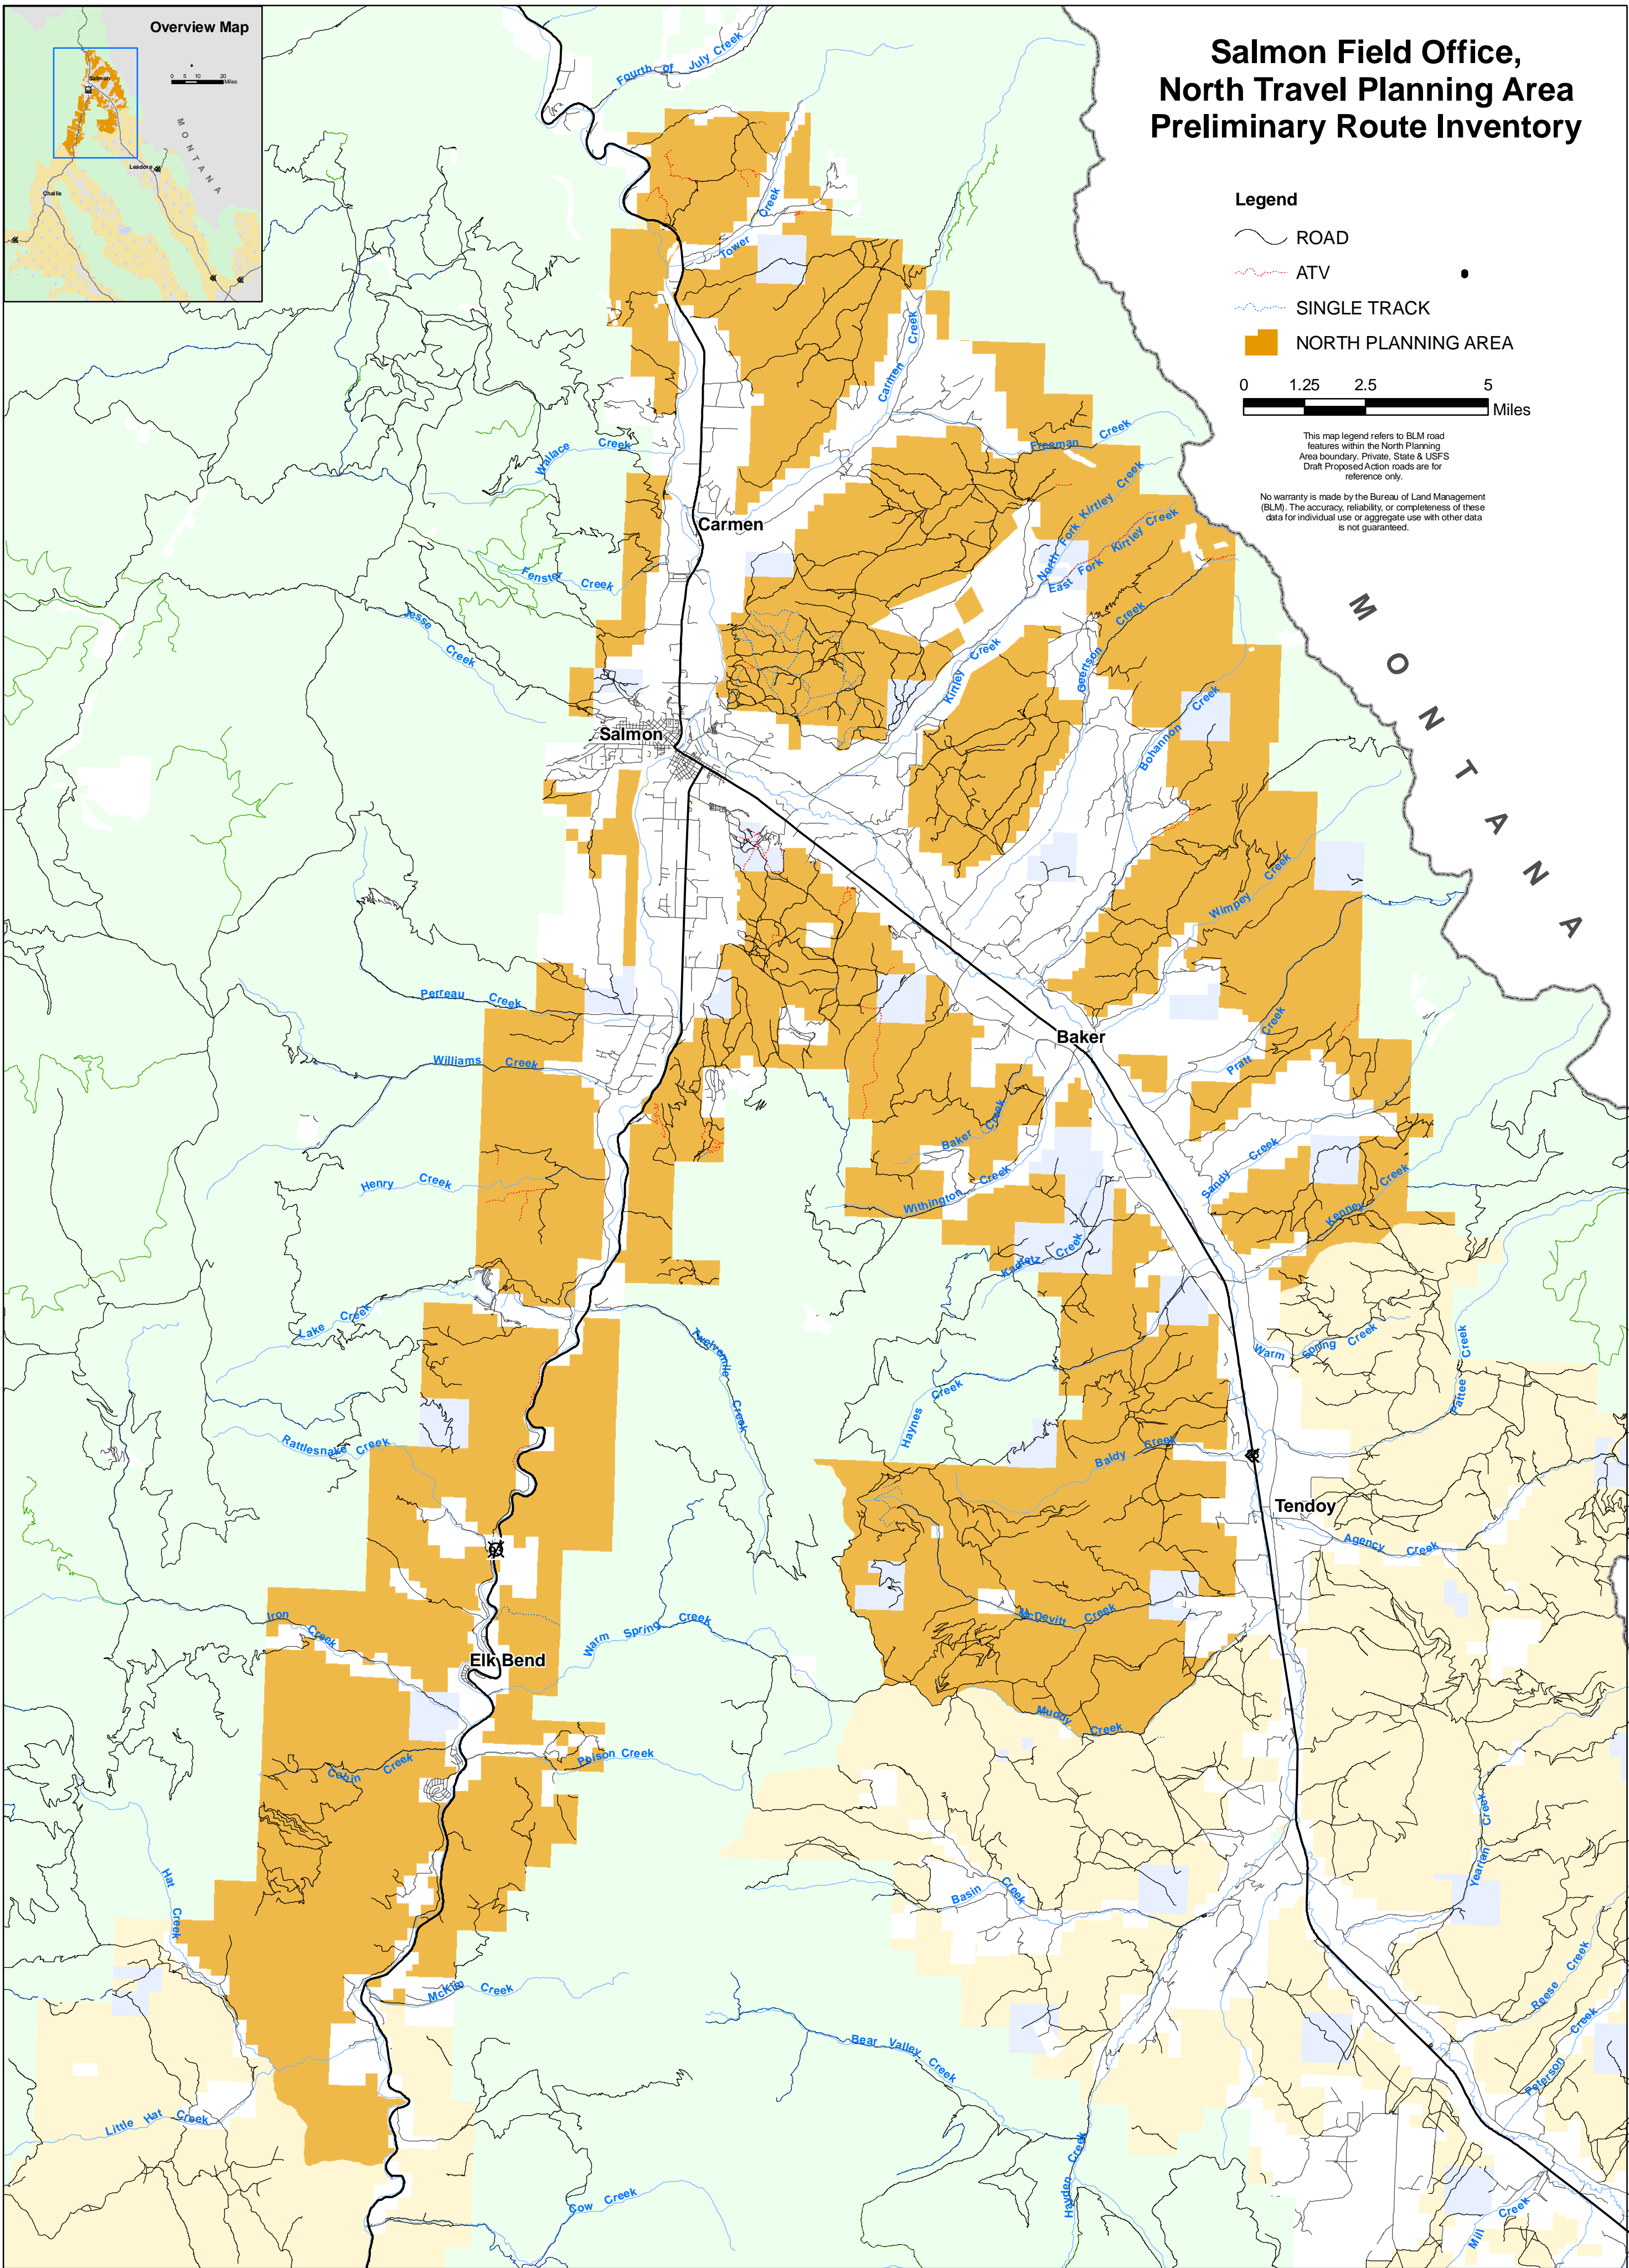 Overview Map
Salmon
0 5 10 20
Miles
MONTANA
Leadore
Challis
Salmon Field Office,
North Travel Planning Area
Preliminary Route Inventory
Legend
ROAD
ATV
SINGLE TRACK
NORTH PLANNING AREA
0 1.25 2.5 5
Miles
This map legend refers to BLM road
features within the North Planning
Area boundary. Private, State & USFS
Draft Proposed Action roads are for
reference only.
No warranty is made by the Bureau of Land Management
(BLM). The accuracy, reliability, or completeness of these
data for individual use or aggregate use with other data
is not guaranteed.
MONTANA
Fourth of July Creek
Tower Creek
Carmen Creek
Freeman Creek
Wallace Creek
North Fork Kirtley Creek
East Fork Kirtley Creek
Carmen
Fenster Creek
Jesse Creek
Kirtley Creek
Geertson Creek
Bohannon Creek
Salmon
Wimpey Creek
Perreau Creek
Baker
Pratt Creek
Williams Creek
Baker Creek
Sandy Creek
Henry Creek
Withington Creek
Kenney Creek
Kadletz Creek
Lake Creek
Twelvemile Creek
Warm Spring Creek
Pattee Creek
Haynes Creek
Rattlesnake Creek
Baldy Creek
Tendoy
Agency Creek
Iron Creek
McDevitt Creek
Warm Spring Creek
Elk Bend
Muddy Creek
Poison Creek
Cabin Creek
Yearian Creek
Hat Creek
Basin Creek
McKim Creek
Reese Creek
Bear Valley Creek
Peterson Creek
Little Hat Creek
Hayden Creek
Cow Creek
Mill Creek